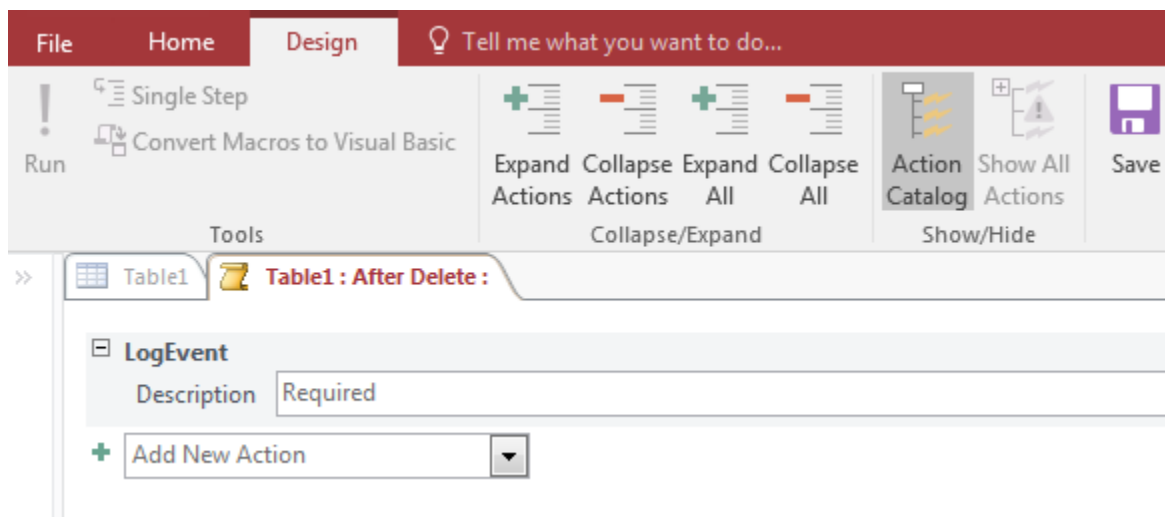 File Home Design Tell me what you want to do...
Single Step
Convert Macros to Visual Basic
Run
Expand Actions
Collapse Actions
Expand All
Collapse All
Action Catalog
Show All Actions
Save
Tools Collapse/Expand Show/Hide
Table1 Table1 : After Delete :
LogEvent
Description Required
Add New Action